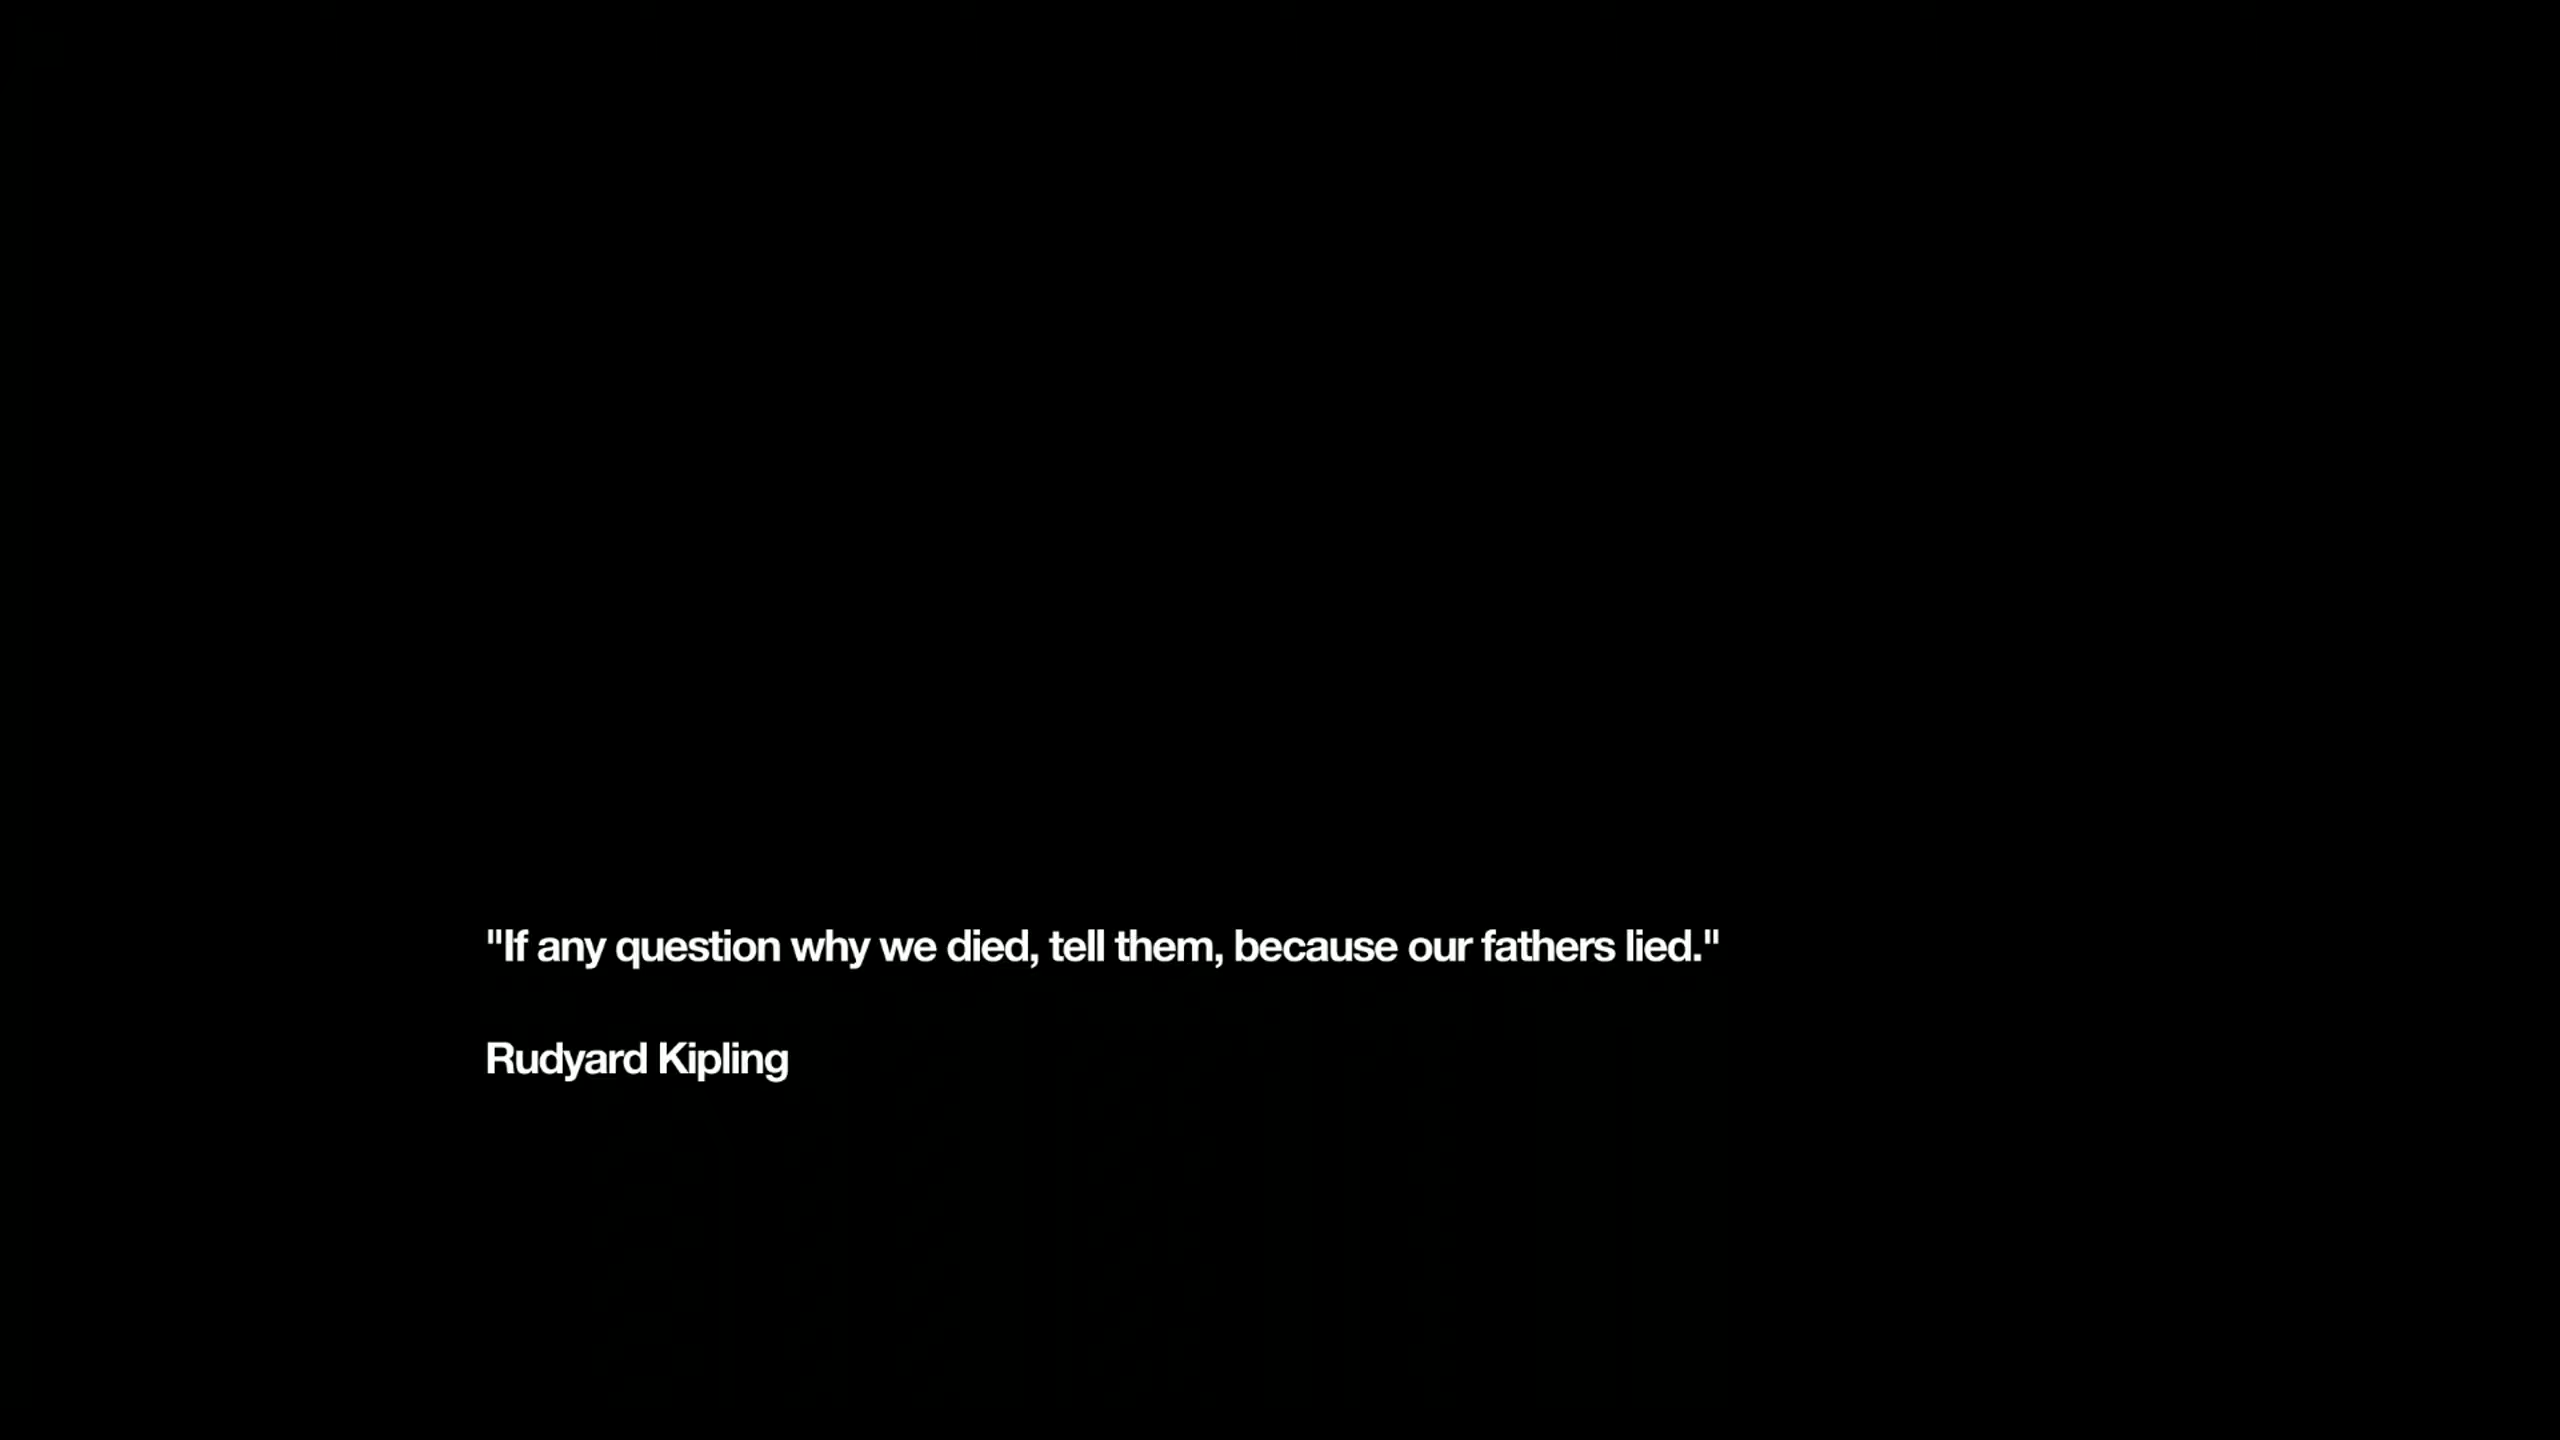 "If any question why we died, tell them, because our fathers lied."
Rudyard Kipling